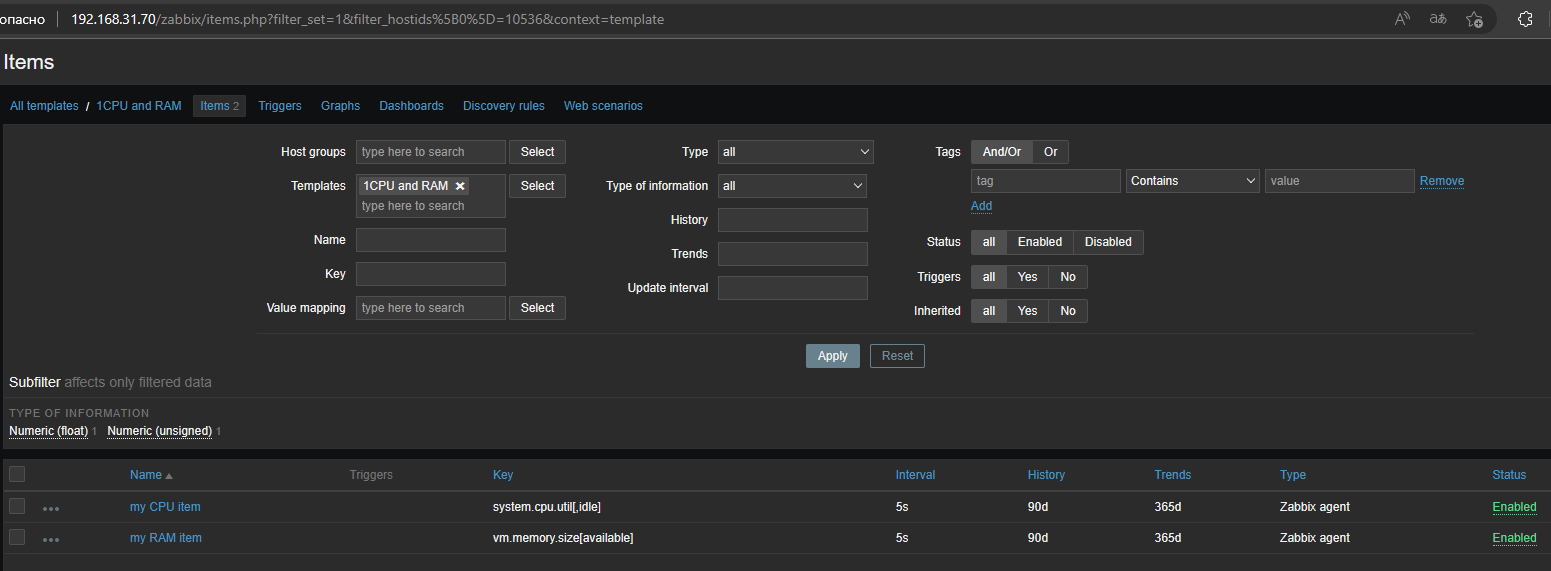 опасно 192.168.31.70/zabbix/items.php?filter_set=1&filter_hostids%5B0%5D=10536&context=template
Items
All templates / 1CPU and RAM Items 2 Triggers Graphs Dashboards Discovery rules Web scenarios
Host groups type here to search Select Type all Tags And/Or Or
Templates 1CPU and RAM Select Type of information all tag Contains value Remove
type here to search Add
History
Name Status all Enabled Disabled
Trends
Key Triggers all Yes No
Update interval
Value mapping type here to search Select Inherited all Yes No
Apply Reset
Subfilter affects only filtered data
TYPE OF INFORMATION
Numeric (float) 1 Numeric (unsigned) 1
Name Triggers Key Interval History Trends Type Status
my CPU item system.cpu.util[,idle] 5s 90d 365d Zabbix agent Enabled
my RAM item vm.memory.size[available] 5s 90d 365d Zabbix agent Enabled